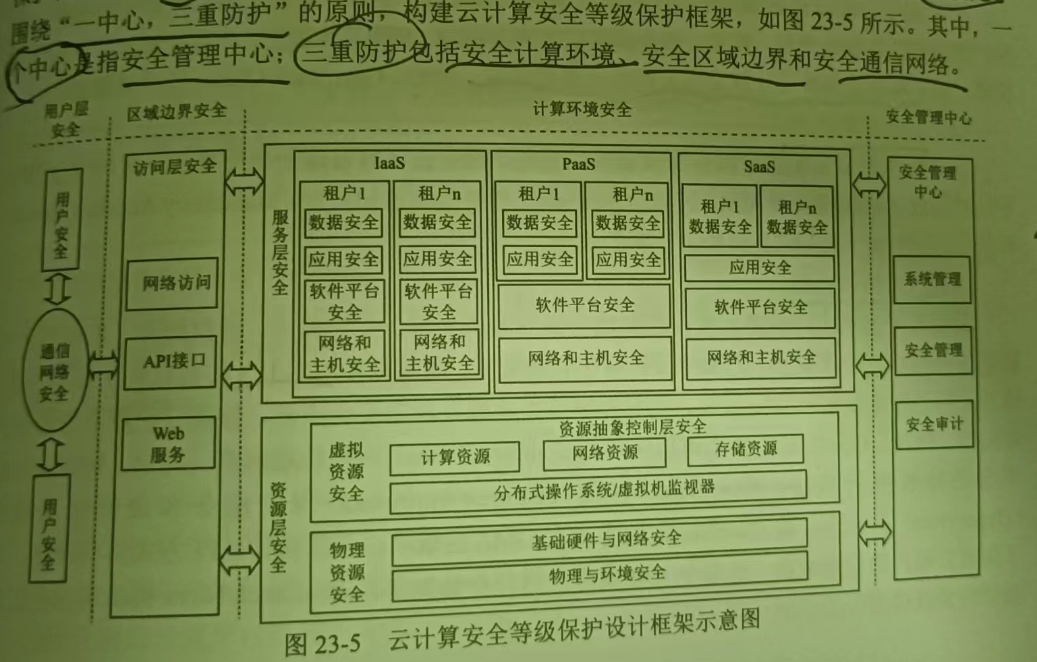 围绕“一中心，三重防护”的原则，构建云计算安全等级保护框架，如图 23-5 所示。其中，一
个中心是指安全管理中心；三重防护包括安全计算环境、安全区域边界和安全通信网络。
用户层
安全
区域边界安全
计算环境安全
安全管理中心
用户安全
通信
网络
安全
用户安全
访问层安全
网络访问
API接口
Web
服务
服务层安全
IaaS
租户1
数据安全
应用安全
软件平台
安全
网络和
主机安全
租户n
数据安全
应用安全
软件平台
安全
网络和
主机安全
PaaS
租户1
数据安全
应用安全
租户n
数据安全
应用安全
软件平台安全
网络和主机安全
SaaS
租户1
数据安全
租户n
数据安全
应用安全
软件平台安全
网络和主机安全
资源层安全
虚拟
资源
安全
资源抽象控制层安全
计算资源
网络资源
存储资源
分布式操作系统/虚拟机监视器
物理
资源
安全
基础硬件与网络安全
物理与环境安全
安全管理
中心
系统管理
安全管理
安全审计
图 23-5 云计算安全等级保护设计框架示意图